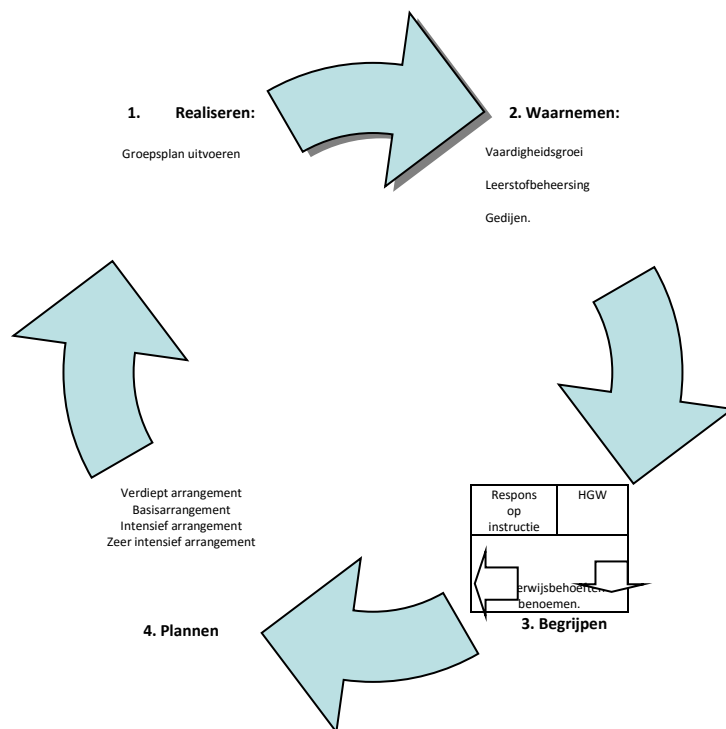 1. Realiseren:
Groepsplan uitvoeren
2. Waarnemen:
Vaardigheidsgroei
Leerstofbeheersing
Gedijen.
Respons
op
instructie
HGW
benoemen.
3. Begrijpen
4. Plannen
Verdiept arrangement
Basisarrangement
Intensief arrangement
Zeer intensief arrangement